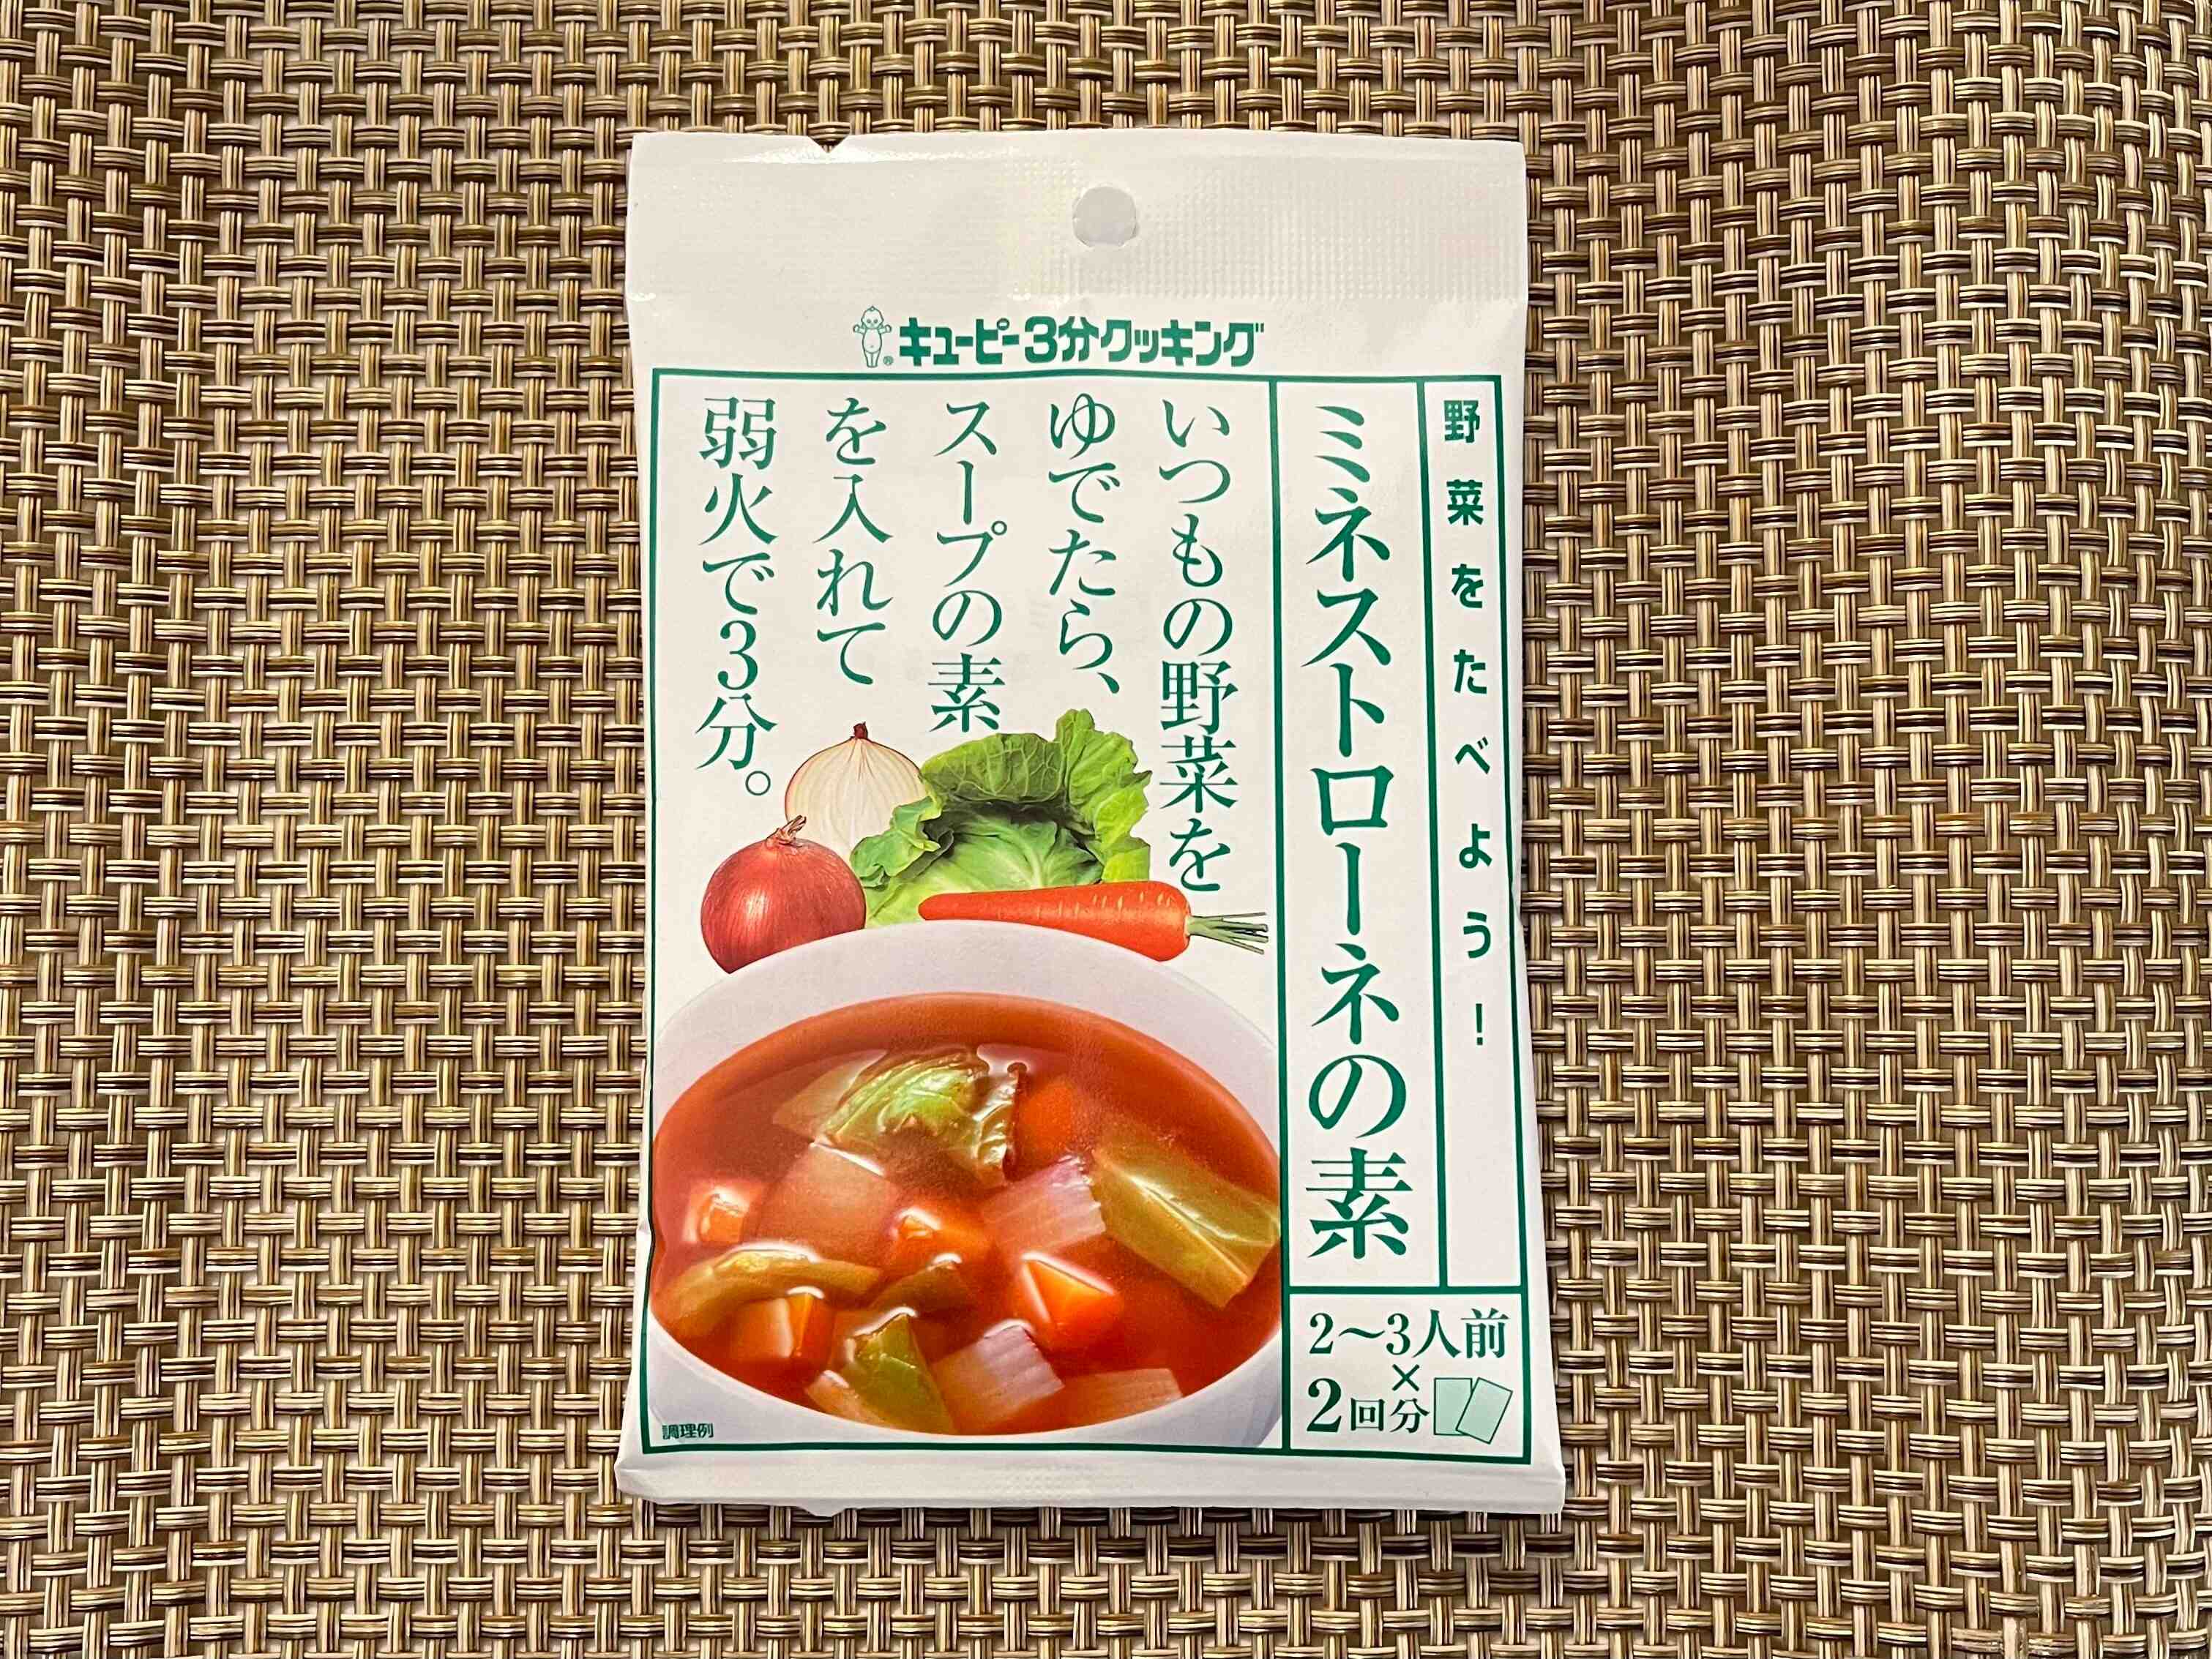 キユーピー3分クッキング
野菜をたべよう!
ミネストローネの素
いつもの野菜を
ゆでたら、
スープの素
を入れて
弱火で3分。
2〜3人前
×
2回分
調理例